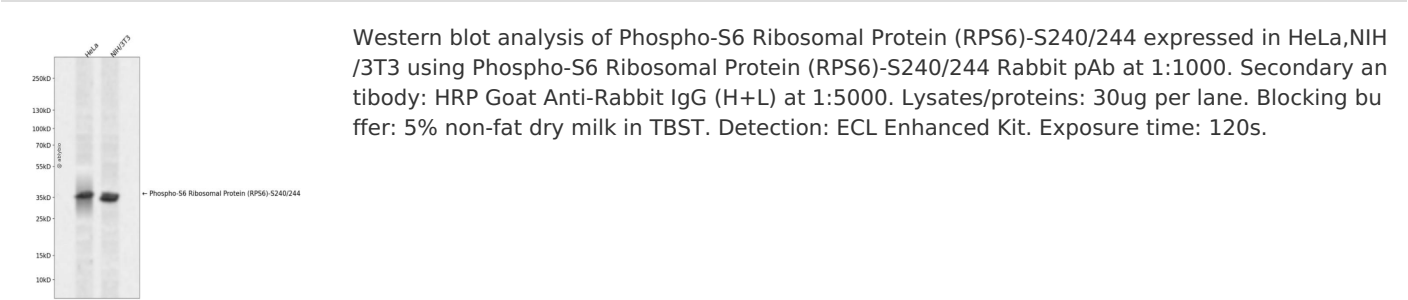 HeLa
NIH/3T3
250kD
130kD
100kD
70kD
55kD
35kD
25kD
15kD
10kD
@ ablybio
← Phospho-S6 Ribosomal Protein (RPS6)-S240/244
Western blot analysis of Phospho-S6 Ribosomal Protein (RPS6)-S240/244 expressed in HeLa,NIH
/3T3 using Phospho-S6 Ribosomal Protein (RPS6)-S240/244 Rabbit pAb at 1:1000. Secondary an
tibody: HRP Goat Anti-Rabbit IgG (H+L) at 1:5000. Lysates/proteins: 30ug per lane. Blocking bu
ffer: 5% non-fat dry milk in TBST. Detection: ECL Enhanced Kit. Exposure time: 120s.